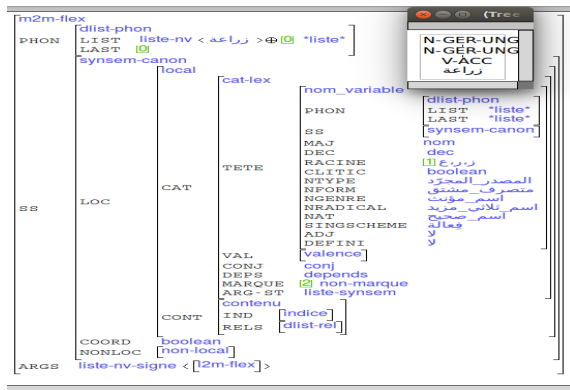 m2m-flex
dlist-phon
PHON LIST liste-nv < زراعة >⊕ [0] *liste*
LAST [0]
synsem-canon
local
cat-lex
nom_variable
dlist-phon
PHON LIST *liste*
LAST *liste*
SS synsem-canon
MAJ nom
DEC dec
TETE RACINE [1] ز,ر,ع
CLITIC boolean
NTYPE المصدر_المجرّد
CAT NFORM متصرف_مشتق
SS LOC NGENRE اسم_مؤنث
NRADICAL اسم_ثلاثي_مزيد
NAT اسم_صحيح
SINGSCHEME فِعالَة
ADJ لا
DEFINI لا
VAL valence
CONJ conj
DEPS depends
MARQUE [2] non-marque
ARG-ST liste-synsem
contenu
CONT IND indice
RELS dlist-rel
COORD boolean
NONLOC non-local
ARGS liste-nv-signe < [l2m-flex] >
(Tree
N-GER-UNG
N-GER-UNG
V-ACC
زراعة